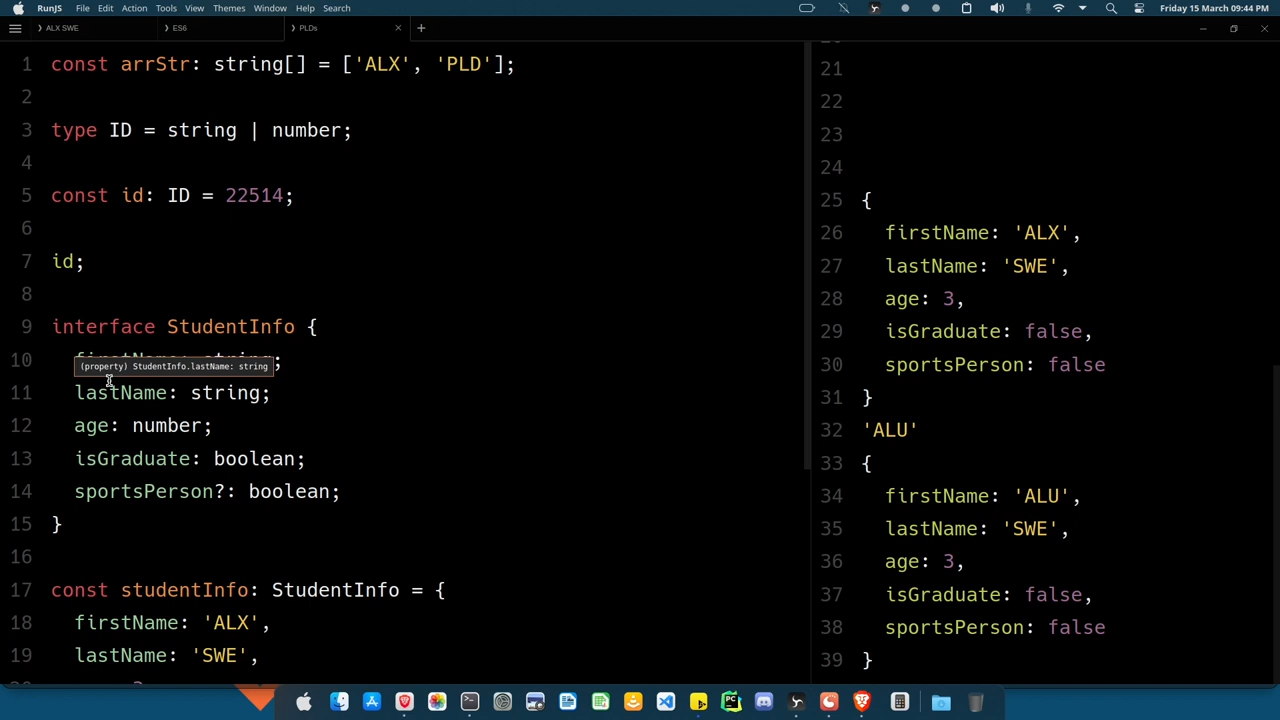 RunJS File Edit Actions Tools Views Themes Window Help Search Friday 15 March 09:44 PM
ALX SWE ES6 PLDs
1 const arrStr: string[] = ['ALX', 'PLD'];
2
3 type ID = string | number;
4
5 const id: ID = 22514;
6
7 id;
8
9 interface StudentInfo {
10 firstName: string;
(property) StudentInfo.lastName: string
11 lastName: string;
12 age: number;
13 isGraduate: boolean;
14 sportsPerson?: boolean;
15 }
16
17 const studentInfo: StudentInfo = {
18 firstName: 'ALX',
19 lastName: 'SWE',
21
22
23
24
25 {
26 firstName: 'ALX',
27 lastName: 'SWE',
28 age: 3,
29 isGraduate: false,
30 sportsPerson: false
31 }
32 'ALU'
33 {
34 firstName: 'ALU',
35 lastName: 'SWE',
36 age: 3,
37 isGraduate: false,
38 sportsPerson: false
39 }
PC